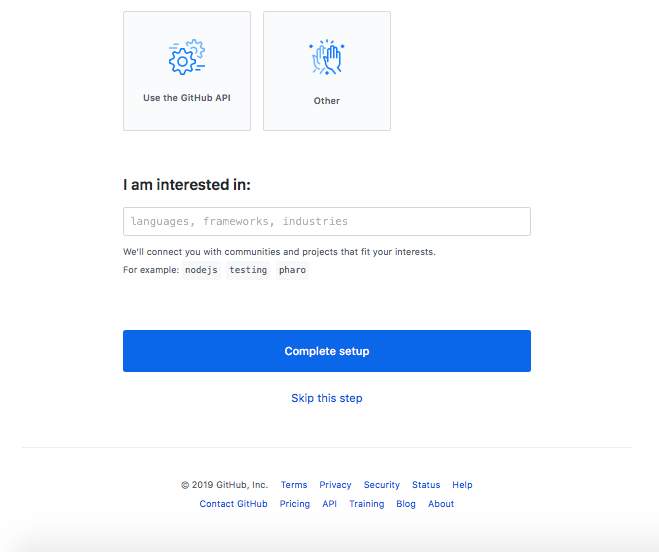 Use the GitHub API
Other
I am interested in:
languages, frameworks, industries
We'll connect you with communities and projects that fit your interests.
For example: nodejs testing pharo
Complete setup
Skip this step
© 2019 GitHub, Inc. Terms Privacy Security Status Help
Contact GitHub Pricing API Training Blog About